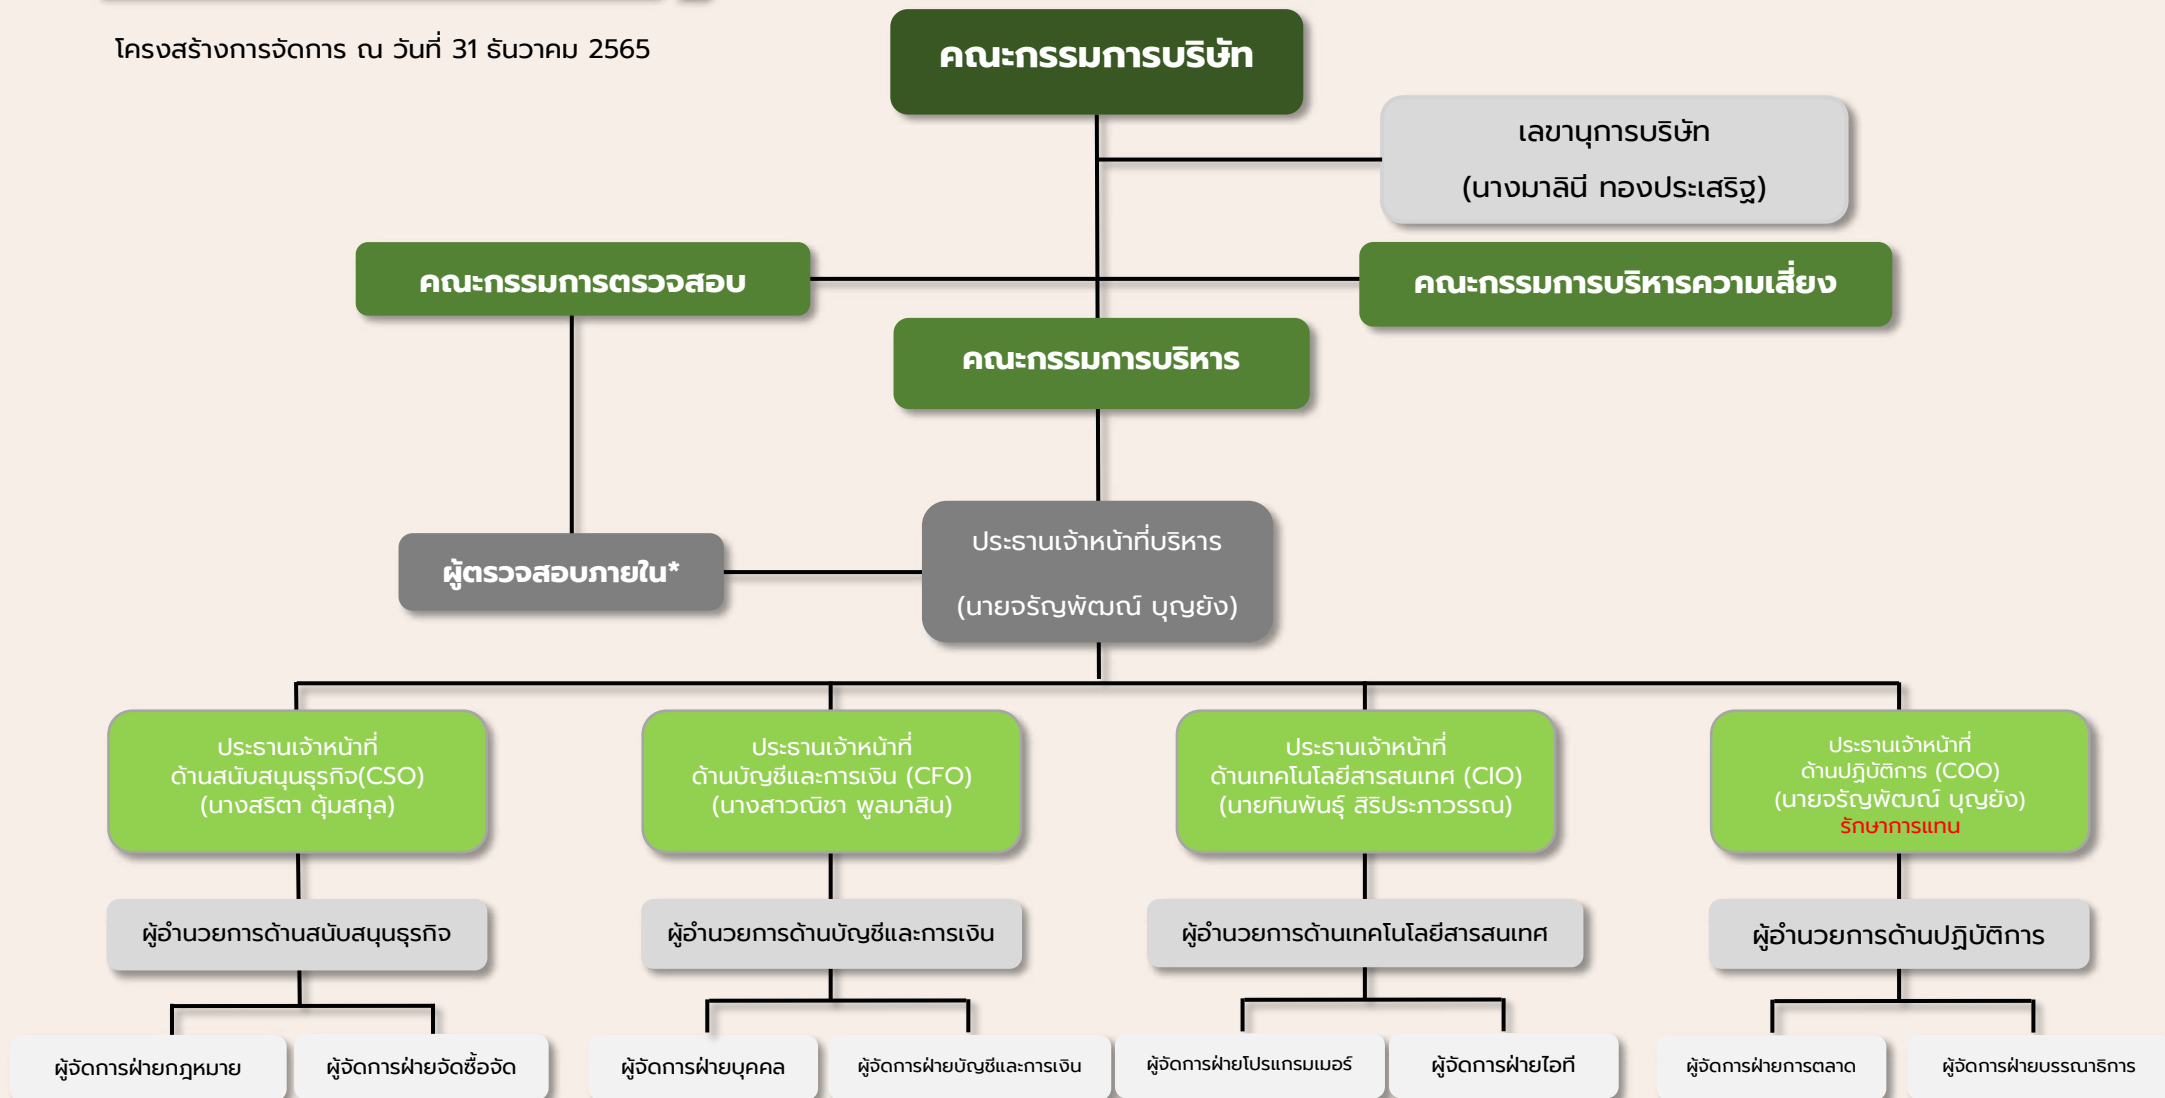 โครงสร้างการจัดการ ณ วันที่ 31 ธันวาคม 2565
คณะกรรมการบริษัท
เลขานุการบริษัท
(นางมาลินี ทองประเสริฐ)
คณะกรรมการตรวจสอบ
คณะกรรมการบริหารความเสี่ยง
คณะกรรมการบริหาร
ประธานเจ้าหน้าที่บริหาร
(นายจรัญพัฒณ์ บุญยัง)
ผู้ตรวจสอบภายใน*
ประธานเจ้าหน้าที่
ด้านสนับสนุนธุรกิจ(CSO)
(นางสริตา ตุ้มสกุล)
ประธานเจ้าหน้าที่
ด้านบัญชีและการเงิน (CFO)
(นางสาวณิชา พูลมาสิน)
ประธานเจ้าหน้าที่
ด้านเทคโนโลยีสารสนเทศ (CIO)
(นายทินพันธุ์ สิริประภาวรรณ)
ประธานเจ้าหน้าที่
ด้านปฏิบัติการ (COO)
(นายจรัญพัฒณ์ บุญยัง)
รักษาการแทน
ผู้อำนวยการด้านสนับสนุนธุรกิจ
ผู้อำนวยการด้านบัญชีและการเงิน
ผู้อำนวยการด้านเทคโนโลยีสารสนเทศ
ผู้อำนวยการด้านปฏิบัติการ
ผู้จัดการฝ่ายกฎหมาย
ผู้จัดการฝ่ายจัดซื้อจัด
ผู้จัดการฝ่ายบุคคล
ผู้จัดการฝ่ายบัญชีและการเงิน
ผู้จัดการฝ่ายโปรแกรมเมอร์
ผู้จัดการฝ่ายไอที
ผู้จัดการฝ่ายการตลาด
ผู้จัดการฝ่ายบรรณาธิการ